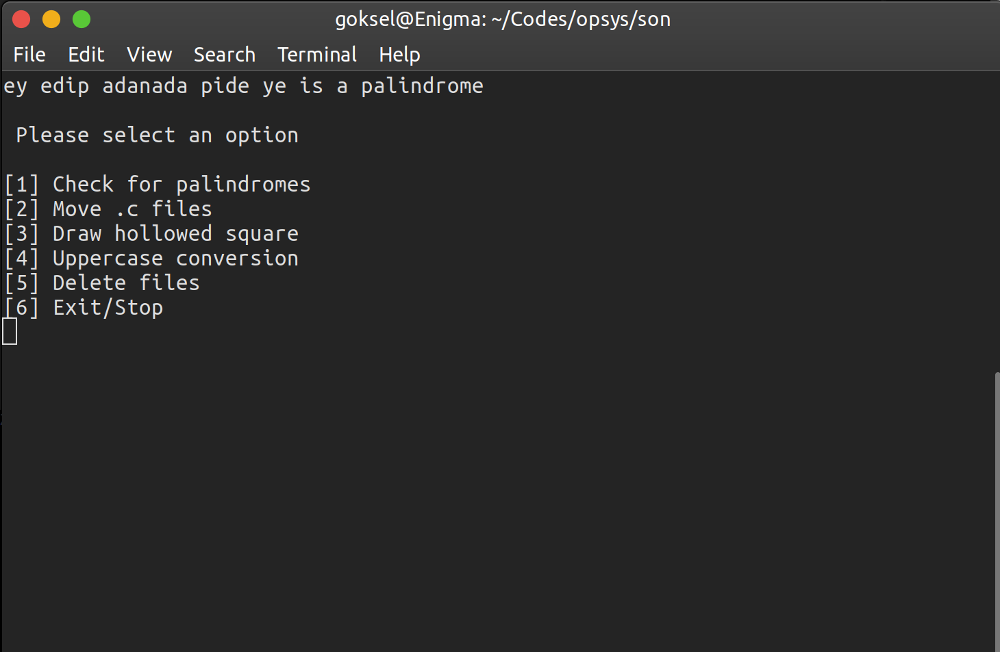 goksel@Enigma: ~/Codes/opsys/son
File Edit View Search Terminal Help
ey edip adanada pide ye is a palindrome
Please select an option
[1] Check for palindromes
[2] Move .c files
[3] Draw hollowed square
[4] Uppercase conversion
[5] Delete files
[6] Exit/Stop